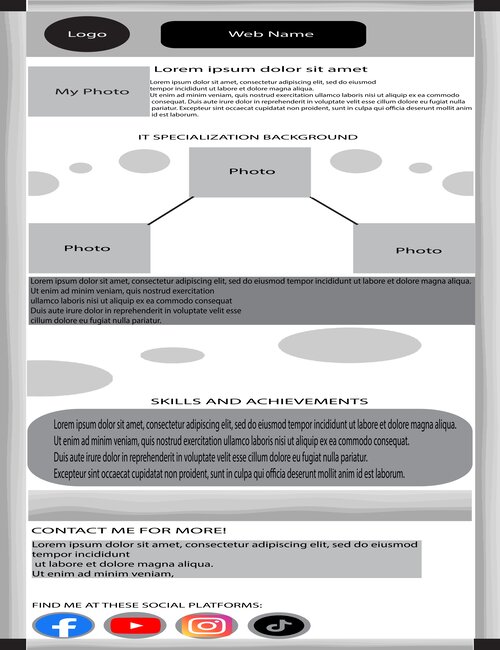 Logo
Web Name
My Photo
Lorem ipsum dolor sit amet
Lorem ipsum dolor sit amet, consectetur adipiscing elit, sed do eiusmod
tempor incididunt ut labore et dolore magna aliqua.
Ut enim ad minim veniam, quis nostrud exercitation ullamco laboris nisi ut aliquip ex ea commodo
consequat. Duis aute irure dolor in reprehenderit in voluptate velit esse cillum dolore eu fugiat nulla
pariatur. Excepteur sint occaecat cupidatat non proident, sunt in culpa qui officia deserunt mollit anim
id est laborum.
IT SPECIALIZATION BACKGROUND
Photo
Photo
Photo
Lorem ipsum dolor sit amet, consectetur adipiscing elit, sed do eiusmod tempor incididunt ut labore et dolore magna aliqua.
Ut enim ad minim veniam, quis nostrud exercitation
ullamco laboris nisi ut aliquip ex ea commodo consequat
Duis aute irure dolor in reprehenderit in voluptate velit esse
cillum dolore eu fugiat nulla pariatur.
SKILLS AND ACHIEVEMENTS
Lorem ipsum dolor sit amet, consectetur adipiscing elit, sed do eiusmod tempor incididunt ut labore et dolore magna aliqua.
Ut enim ad minim veniam, quis nostrud exercitation ullamco laboris nisi ut aliquip ex ea commodo consequat.
Duis aute irure dolor in reprehenderit in voluptate velit esse cillum dolore eu fugiat nulla pariatur.
Excepteur sint occaecat cupidatat non proident, sunt in culpa qui officia deserunt mollit anim id est laborum.
CONTACT ME FOR MORE!
Lorem ipsum dolor sit amet, consectetur adipiscing elit, sed do eiusmod
tempor incididunt
ut labore et dolore magna aliqua.
Ut enim ad minim veniam,
FIND ME AT THESE SOCIAL PLATFORMS: